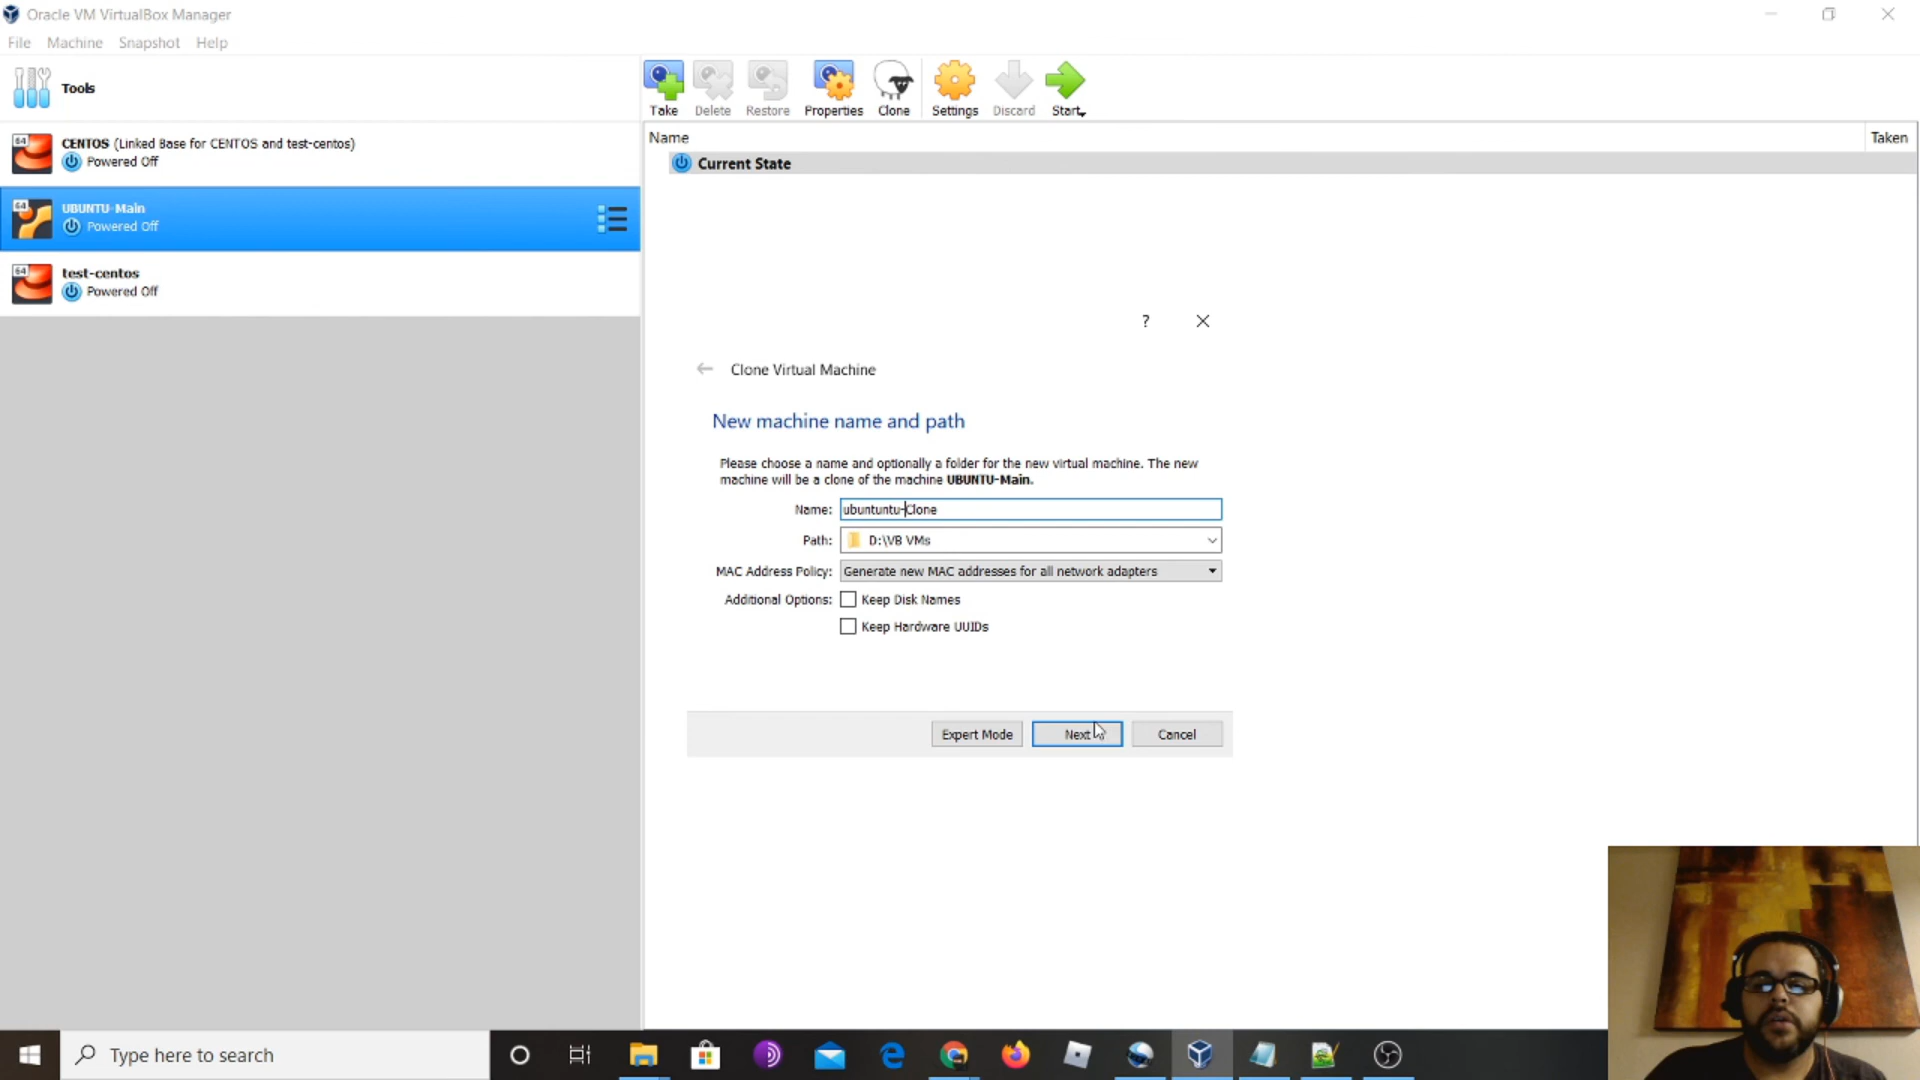 Oracle VM VirtualBox Manager
File Machine Snapshot Help
Tools
Take Delete Restore Properties Clone Settings Discard Start
64 CENTOS (Linked Base for CENTOS and test-centos)
Powered Off
64 UBUNTU-Main
Powered Off
64 test-centos
Powered Off
Name Taken
Current State
?
Clone Virtual Machine
New machine name and path
Please choose a name and optionally a folder for the new virtual machine. The new
machine will be a clone of the machine UBUNTU-Main.
Name: ubuntuntu-Clone
Path: D:\VB VMs
MAC Address Policy: Generate new MAC addresses for all network adapters
Additional Options: Keep Disk Names
Keep Hardware UUIDs
Expert Mode Next Cancel
Type here to search